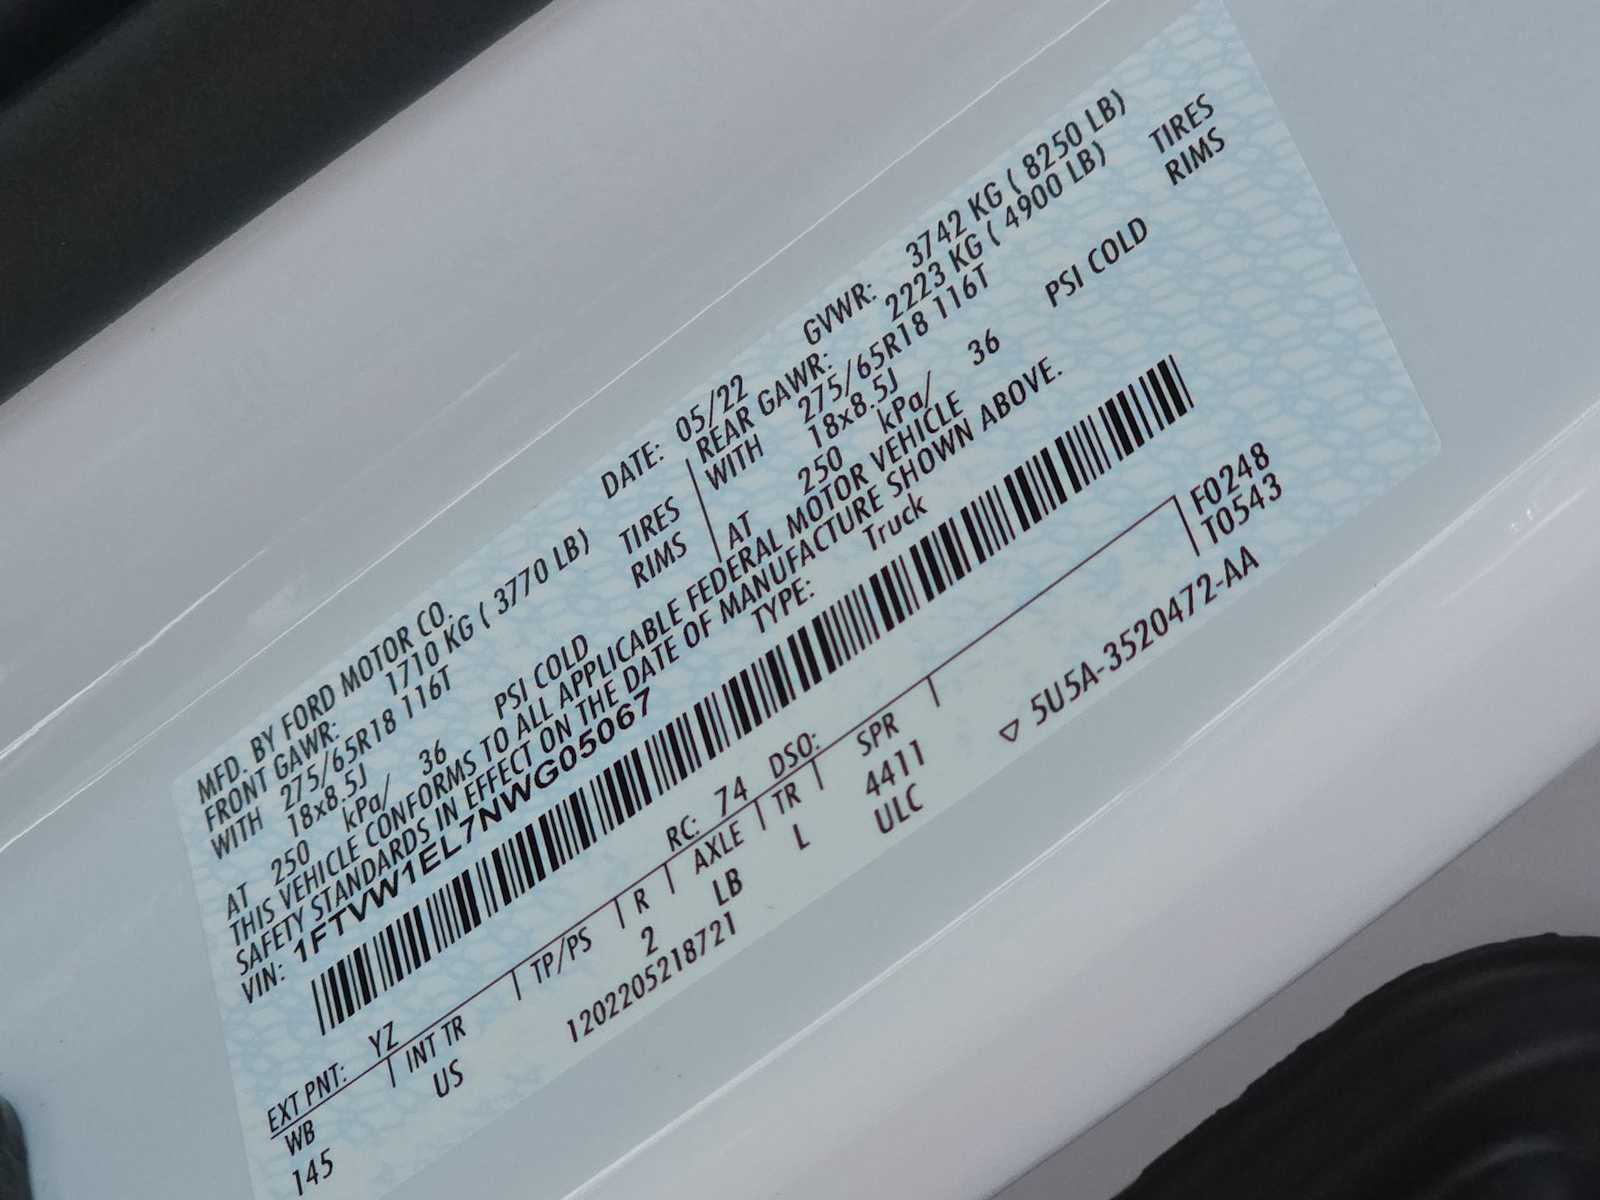 MFD. BY FORD MOTOR CO. DATE: 05/22 GVWR: 3742 KG ( 8250 LB)
FRONT GAWR: 1710 KG ( 3770 LB) REAR GAWR: 2223 KG ( 4900 LB)
WITH 275/65R18 116T TIRES WITH 275/65R18 116T TIRES
18x8.5J RIMS 18x8.5J RIMS
AT 250 kPa/ 36 PSI COLD AT 250 kPa/ 36 PSI COLD
THIS VEHICLE CONFORMS TO ALL APPLICABLE FEDERAL MOTOR VEHICLE
SAFETY STANDARDS IN EFFECT ON THE DATE OF MANUFACTURE SHOWN ABOVE.
VIN: 1FTVW1EL7NWG05067 TYPE: Truck
EXT PNT: YZ RC: 74 DSO: F0248
WB INT TR TP/PS R AXLE TR SPR T0543
145 US 2 LB L 4411
ULC
1202205218721 ▽ 5U5A-3520472-AA